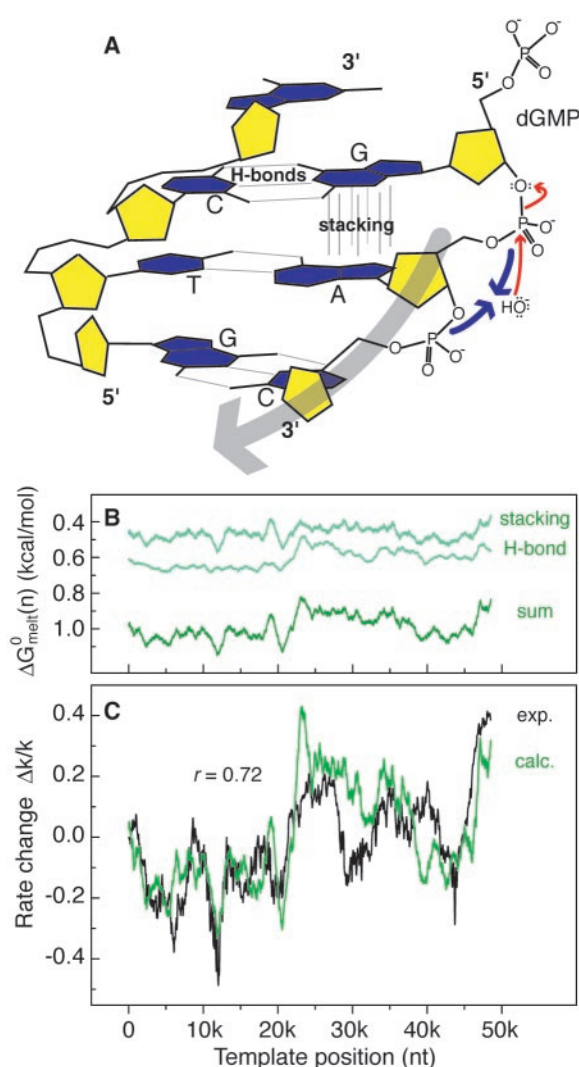 A
O⁻
P O⁻
O O
3'
5'
dGMP
G
H-bonds
:O:
C
stacking
P O⁻
O
O
T
A
HO:⁻
O
G
O P O⁻
O
C
5'
3'
B
stacking
H-bond
sum
ΔG⁰melt(n) (kcal/mol)
0.4
0.6
0.8
1.0
C
exp.
calc.
r = 0.72
Rate change Δk/k
0.4
0.2
0.0
-0.2
-0.4
0 10k 20k 30k 40k 50k
Template position (nt)